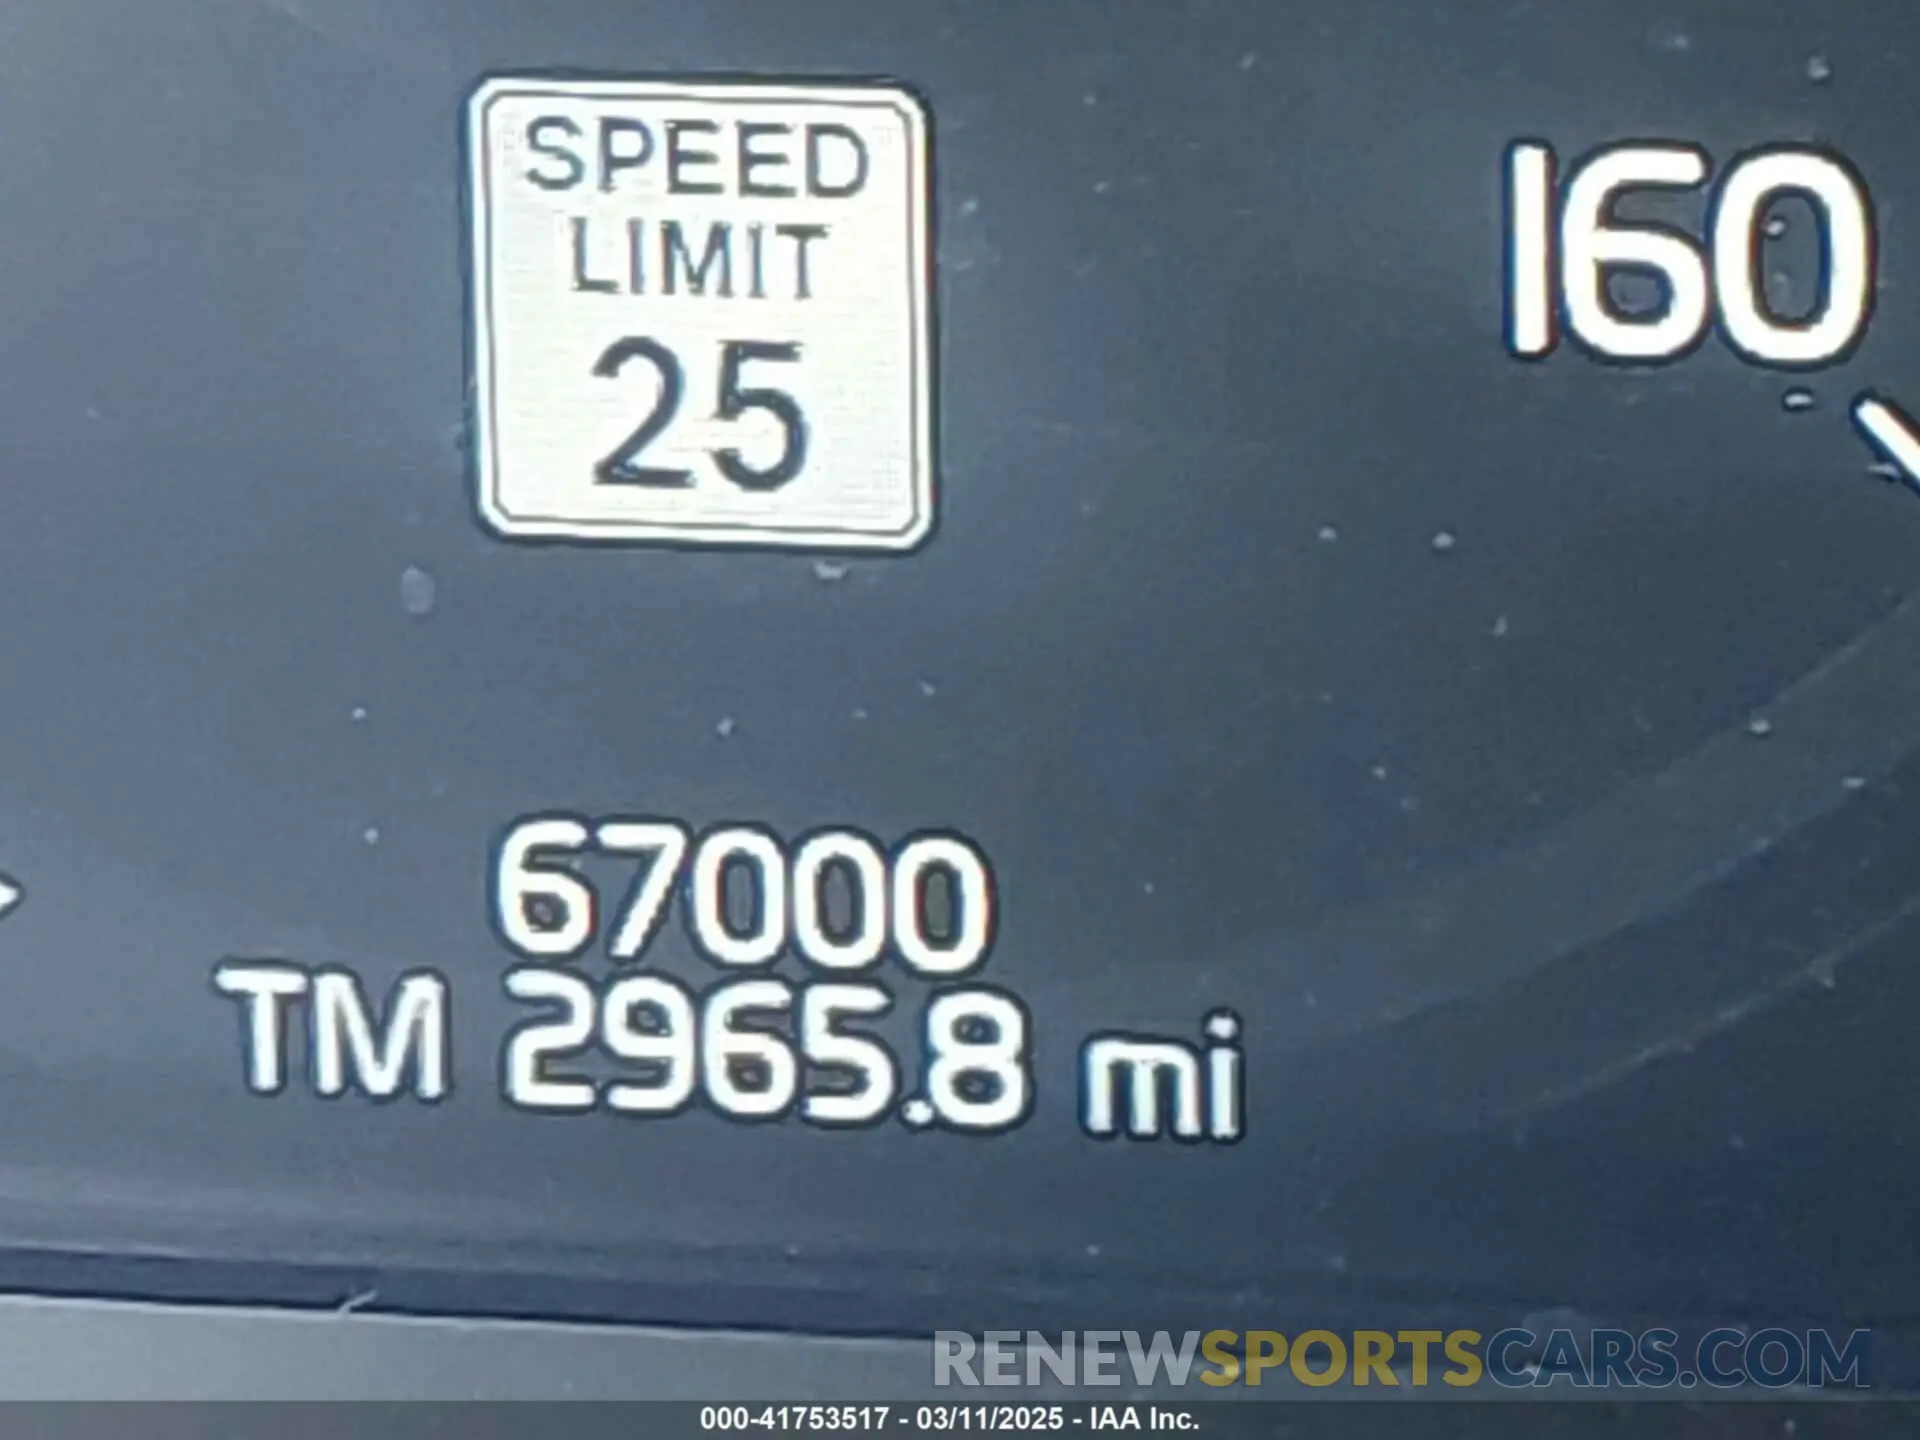 SPEED
LIMIT
25
160
67000
TM 2965.8 mi
RENEWSPORTSCARS.COM
000-41753517 - 03/11/2025 - IAA Inc.